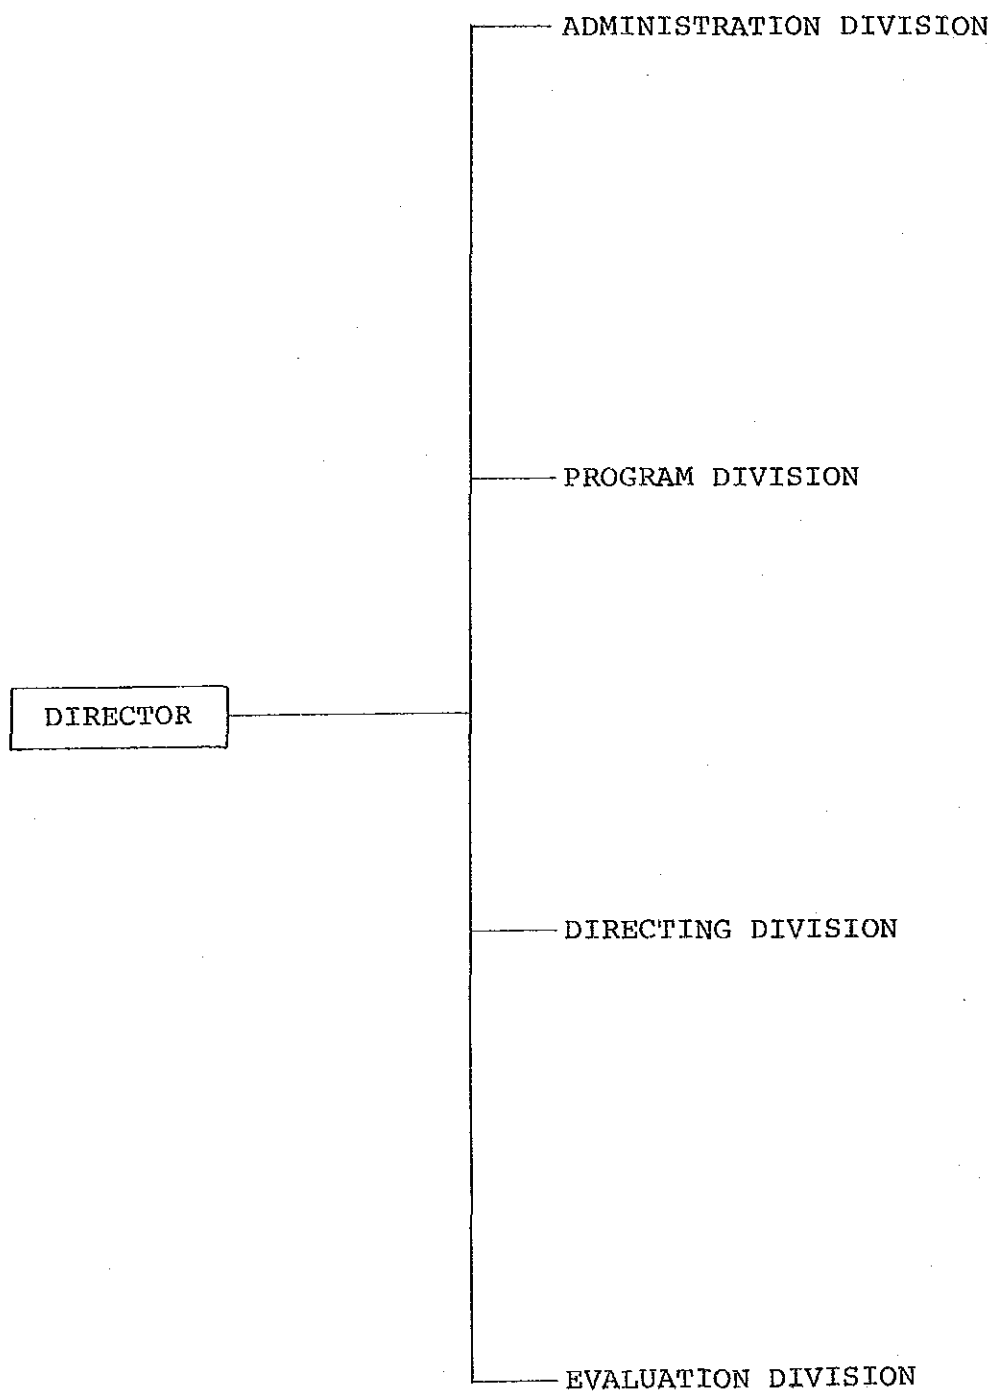 ADMINISTRATION DIVISION
PROGRAM DIVISION
DIRECTOR
DIRECTING DIVISION
EVALUATION DIVISION